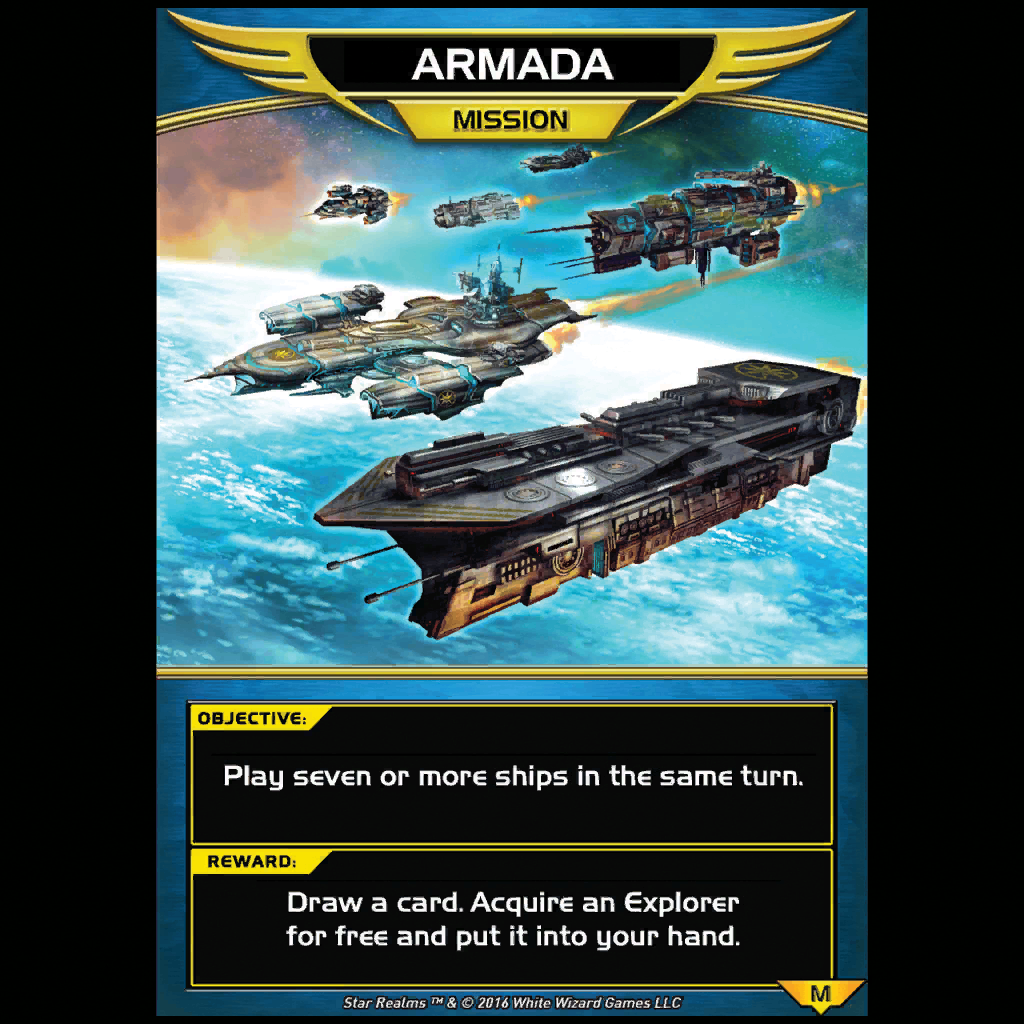 ARMADA
MISSION
OBJECTIVE:
Play seven or more ships in the same turn.
REWARD:
Draw a card. Acquire an Explorer
for free and put it into your hand.
M
Star Realms ™ & © 2016 White Wizard Games LLC